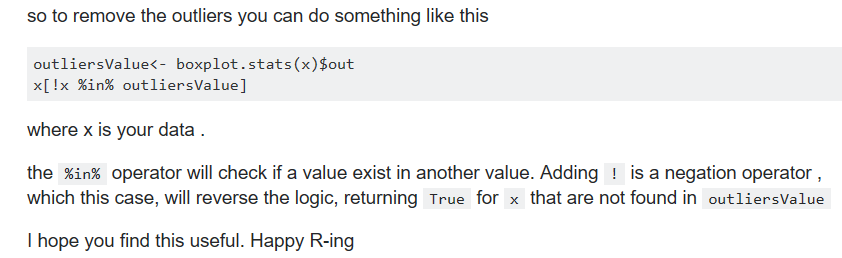 so to remove the outliers you can do something like this
outliersValue<- boxplot.stats(x)$out
x[!x %in% outliersValue]
where x is your data .
the %in% operator will check if a value exist in another value. Adding ! is a negation operator ,
which this case, will reverse the logic, returning True for x that are not found in outliersValue
I hope you find this useful. Happy R-ing